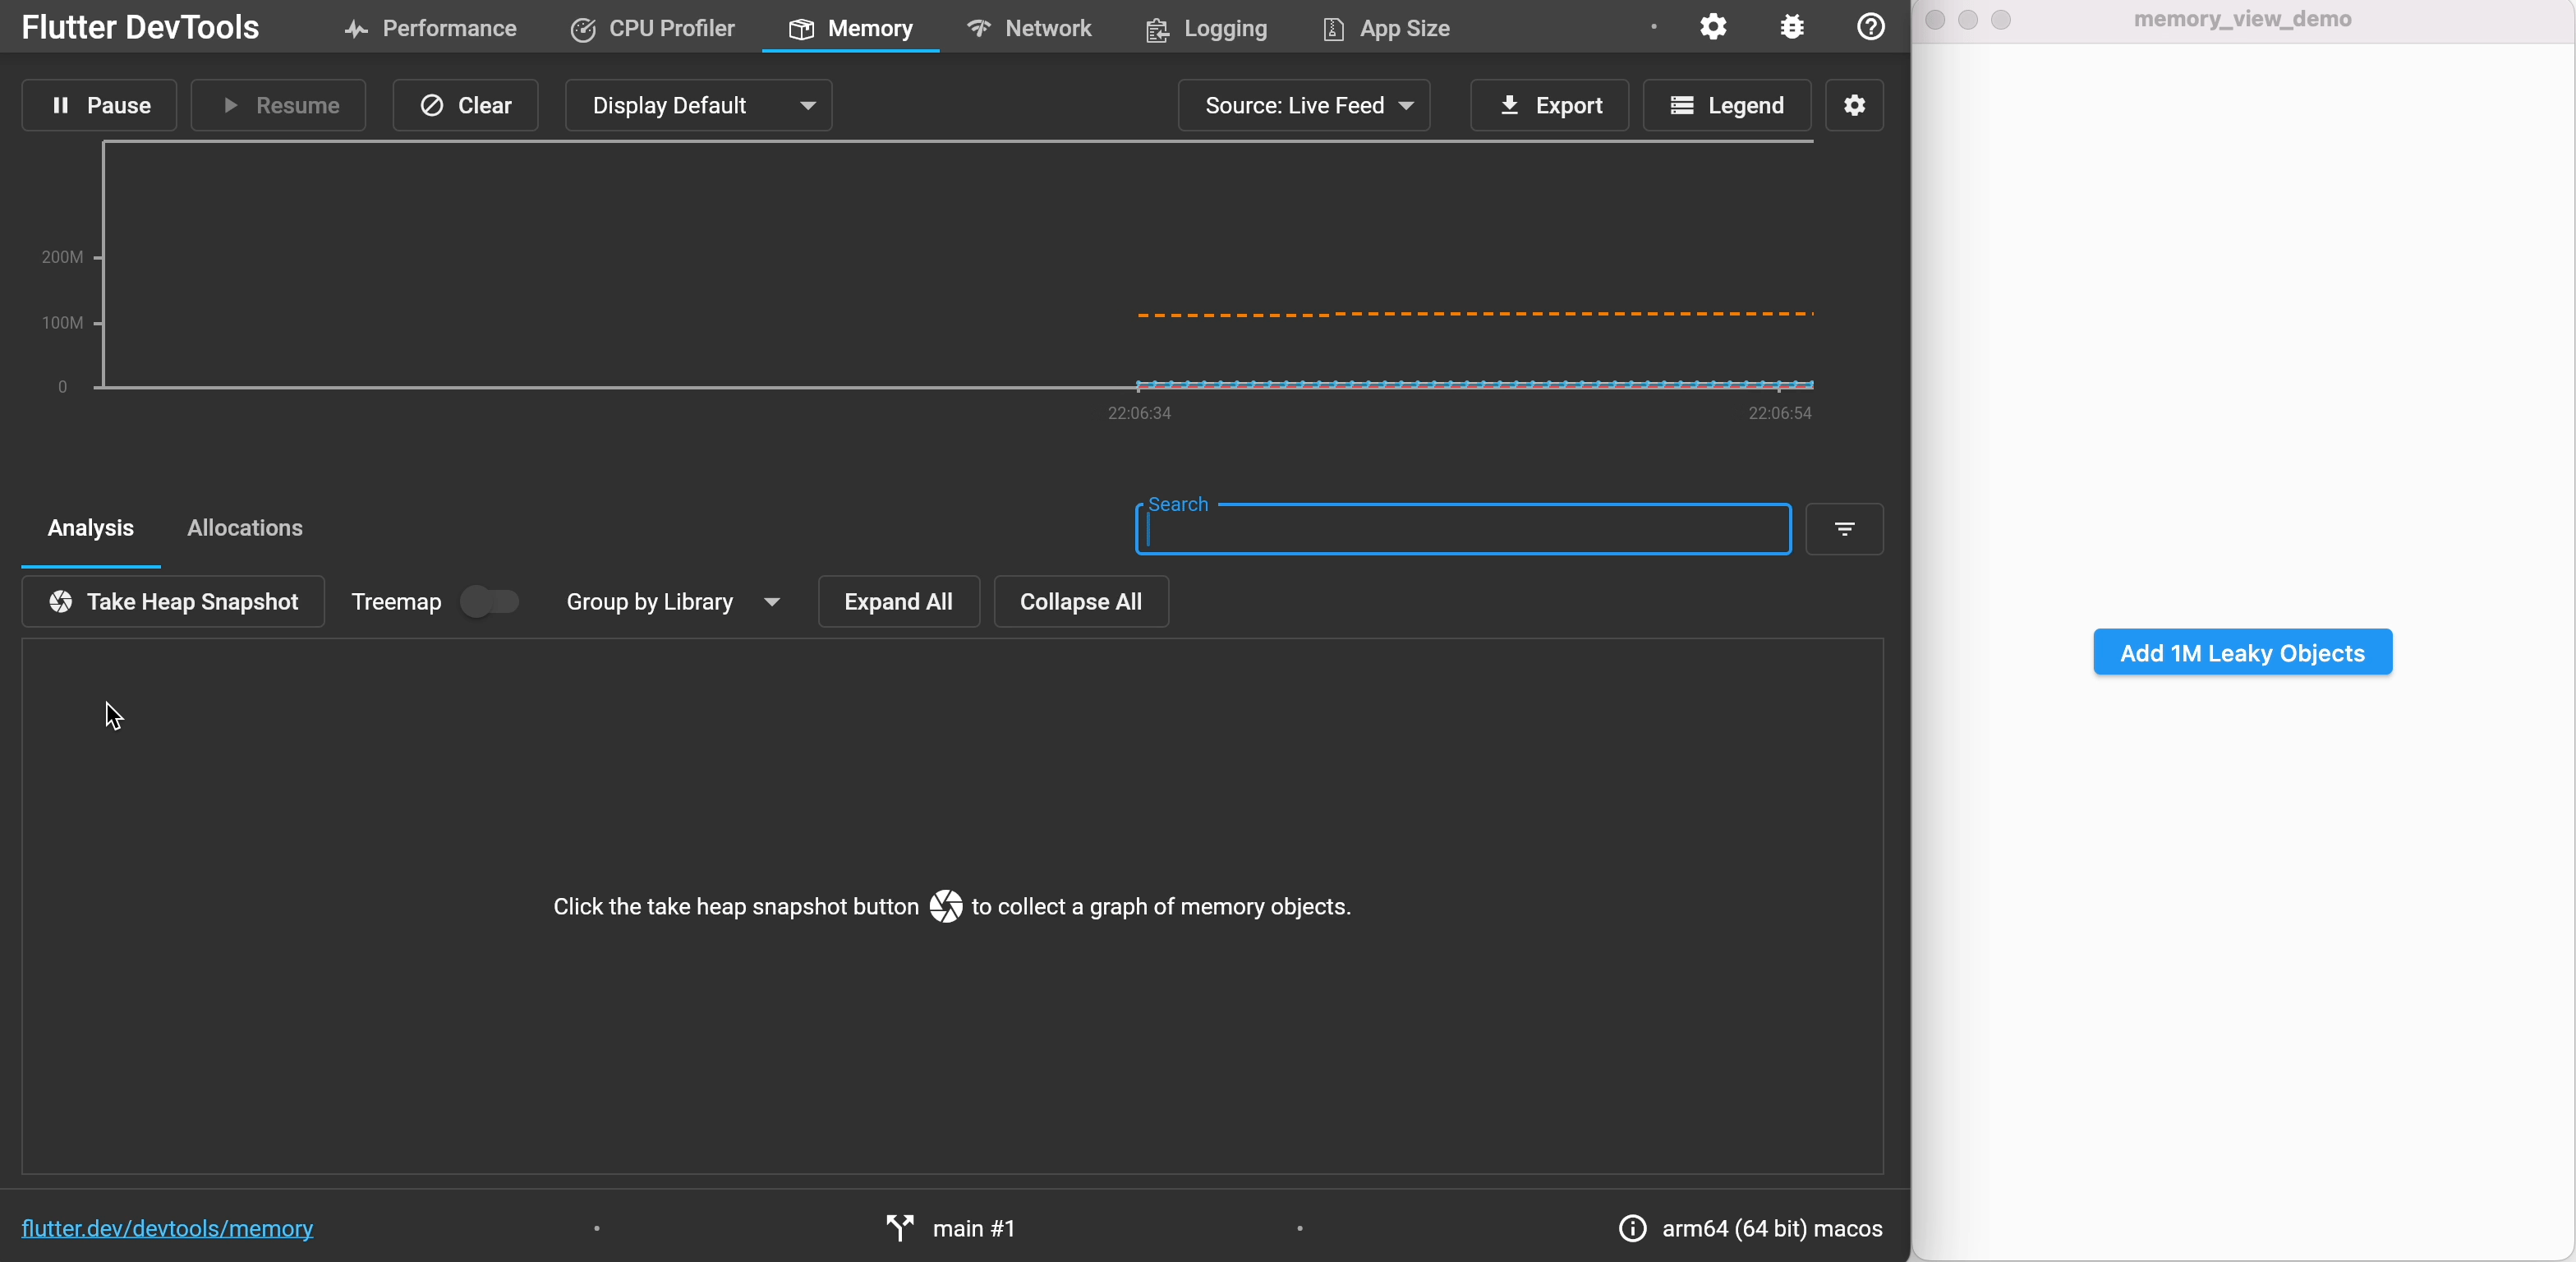 Flutter DevTools Performance CPU Profiler Memory Network Logging App Size
memory_view_demo
Pause Resume Clear Display Default Source: Live Feed Export Legend
200M
100M
0
22:06:34 22:06:54
Search
Analysis Allocations
Take Heap Snapshot Treemap Group by Library Expand All Collapse All
Add 1M Leaky Objects
Click the take heap snapshot button to collect a graph of memory objects.
flutter.dev/devtools/memory · main #1 · arm64 (64 bit) macos